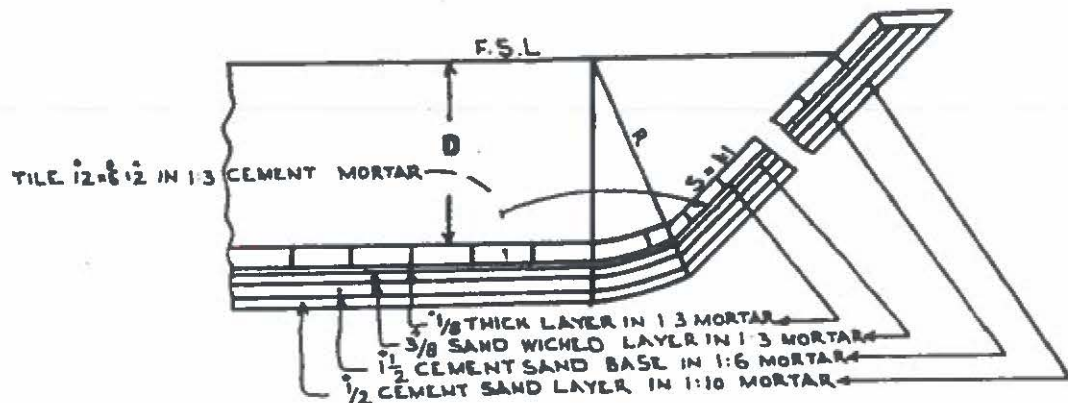 F.S.L
D
R
S = 1:1
TILE 12"×6"×2" IN 1:3 CEMENT MORTAR
1/8 THICK LAYER IN 1:3 MORTAR
3/8 SAND WICHED LAYER IN 1:3 MORTAR
1 1/2 CEMENT SAND BASE IN 1:6 MORTAR
1/2 CEMENT SAND LAYER IN 1:10 MORTAR